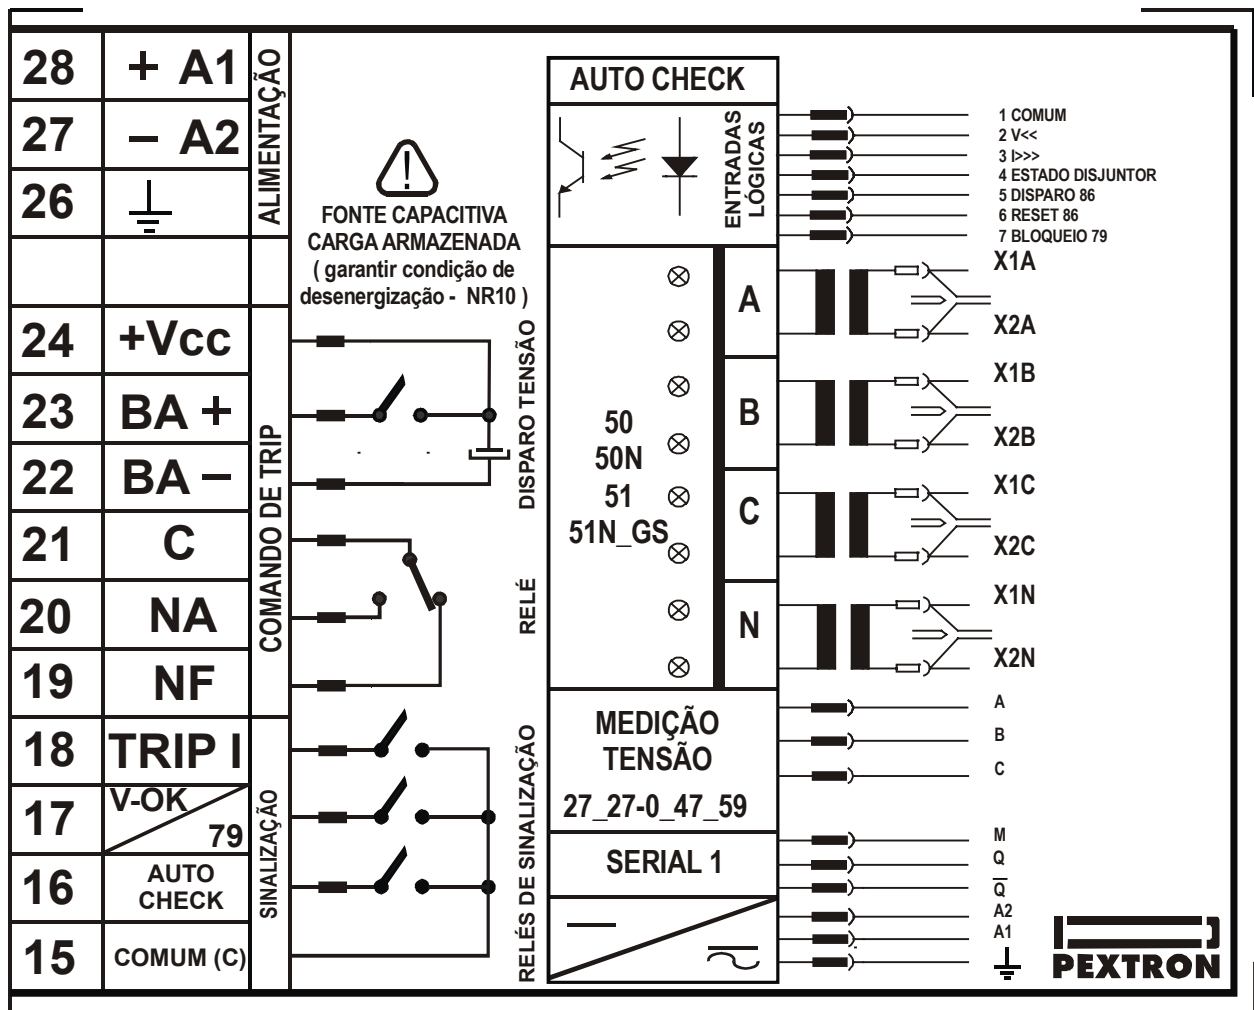 28 + A1
27 – A2
26
ALIMENTAÇÃO
24 +Vcc
23 BA +
22 BA –
21 C
20 NA
19 NF
COMANDO DE TRIP
18 TRIP I
17 V-OK 79
16 AUTO CHECK
15 COMUM (C)
SINALIZAÇÃO
!
FONTE CAPACITIVA
CARGA ARMAZENADA
( garantir condição de
desenergização - NR10 )
DISPARO TENSÃO
RELÉ
RELÉS DE SINALIZAÇÃO
AUTO CHECK
ENTRADAS
LÓGICAS
50
50N
51
51N_GS
A
B
C
N
MEDIÇÃO
TENSÃO
27_27-0_47_59
SERIAL 1
1 COMUM
2 V<<
3 I>>>
4 ESTADO DISJUNTOR
5 DISPARO 86
6 RESET 86
7 BLOQUEIO 79
X1A
X2A
X1B
X2B
X1C
X2C
X1N
X2N
A
B
C
M
Q
Q̅
A2
A1
PEXTRON